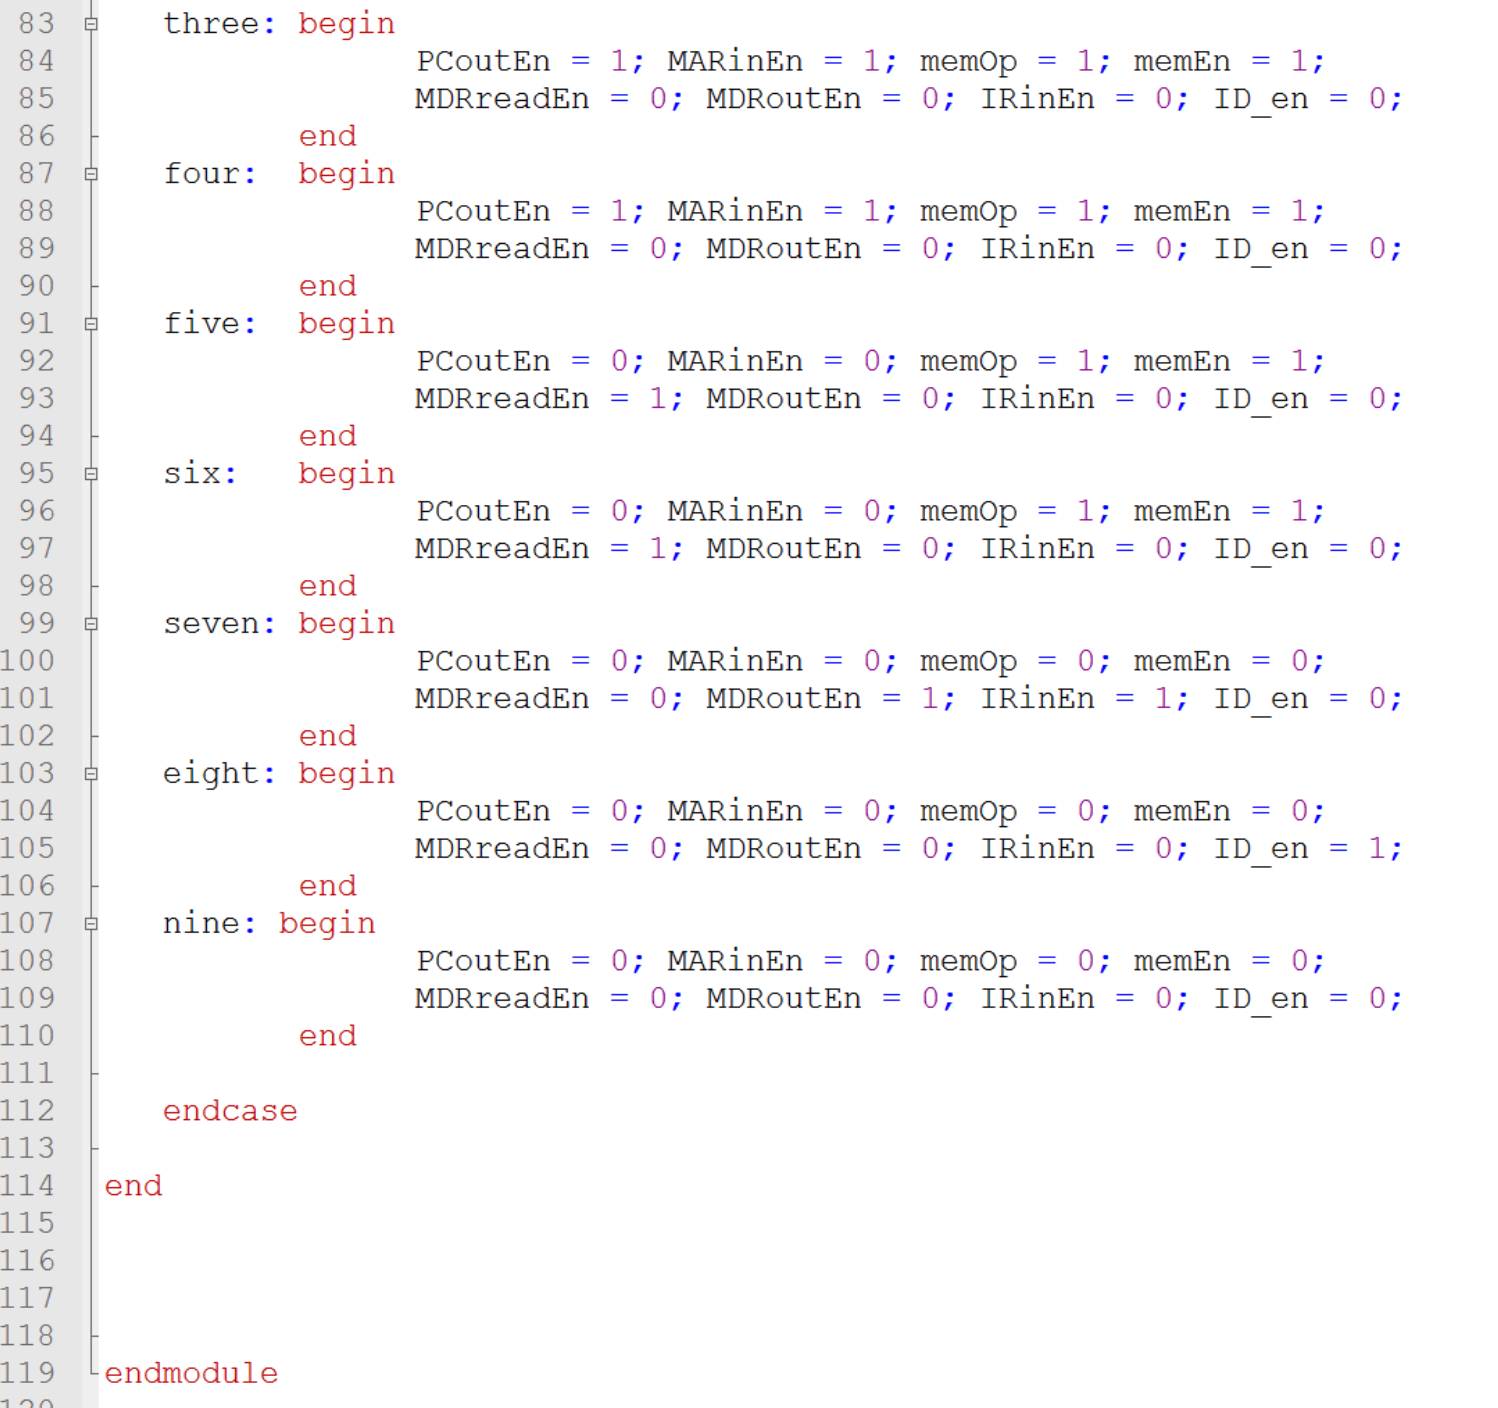 83 three: begin
84 PCoutEn = 1; MARinEn = 1; memOp = 1; memEn = 1;
85 MDRreadEn = 0; MDRoutEn = 0; IRinEn = 0; ID_en = 0;
86 end
87 four: begin
88 PCoutEn = 1; MARinEn = 1; memOp = 1; memEn = 1;
89 MDRreadEn = 0; MDRoutEn = 0; IRinEn = 0; ID_en = 0;
90 end
91 five: begin
92 PCoutEn = 0; MARinEn = 0; memOp = 1; memEn = 1;
93 MDRreadEn = 1; MDRoutEn = 0; IRinEn = 0; ID_en = 0;
94 end
95 six: begin
96 PCoutEn = 0; MARinEn = 0; memOp = 1; memEn = 1;
97 MDRreadEn = 1; MDRoutEn = 0; IRinEn = 0; ID_en = 0;
98 end
99 seven: begin
100 PCoutEn = 0; MARinEn = 0; memOp = 0; memEn = 0;
101 MDRreadEn = 0; MDRoutEn = 1; IRinEn = 1; ID_en = 0;
102 end
103 eight: begin
104 PCoutEn = 0; MARinEn = 0; memOp = 0; memEn = 0;
105 MDRreadEn = 0; MDRoutEn = 0; IRinEn = 0; ID_en = 1;
106 end
107 nine: begin
108 PCoutEn = 0; MARinEn = 0; memOp = 0; memEn = 0;
109 MDRreadEn = 0; MDRoutEn = 0; IRinEn = 0; ID_en = 0;
110 end
111
112 endcase
113
114 end
115
116
117
118
119 endmodule
120